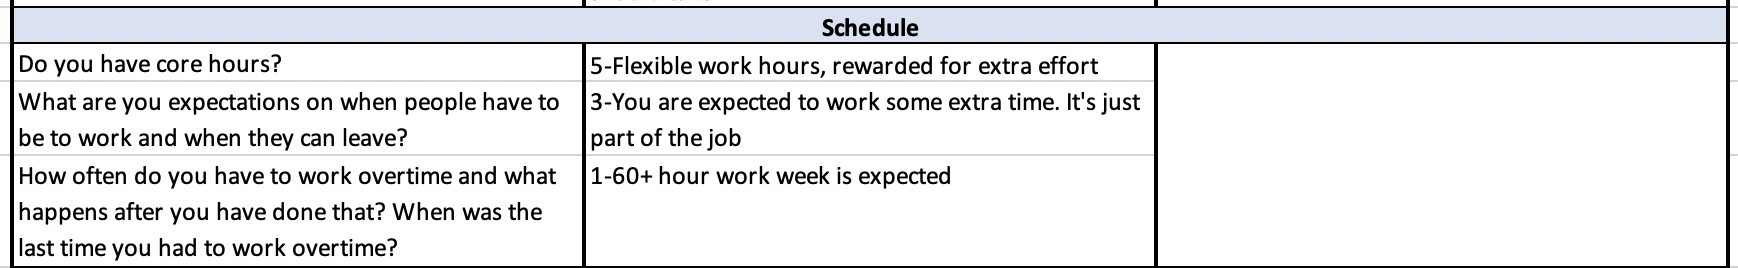 Schedule
Do you have core hours?
5-Flexible work hours, rewarded for extra effort
What are you expectations on when people have to
be to work and when they can leave?
3-You are expected to work some extra time. It's just
part of the job
How often do you have to work overtime and what
happens after you have done that? When was the
last time you had to work overtime?
1-60+ hour work week is expected